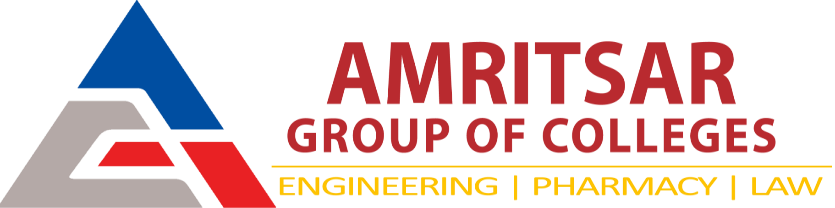 AMRITSAR
GROUP OF COLLEGES
ENGINEERING | PHARMACY | LAW